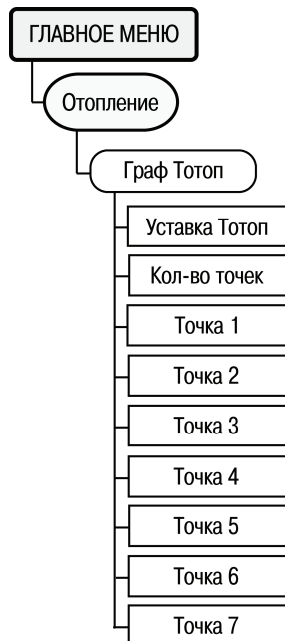 ГЛАВНОЕ МЕНЮ
Отопление
Граф Тотоп
Уставка Тотоп
Кол-во точек
Точка 1
Точка 2
Точка 3
Точка 4
Точка 5
Точка 6
Точка 7